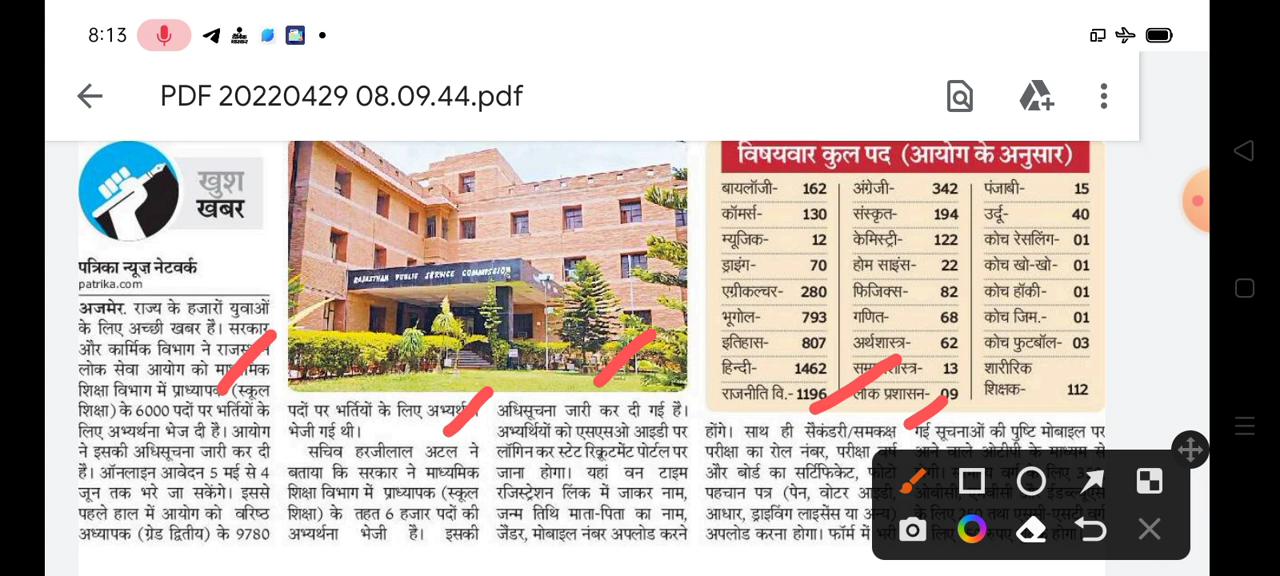 8:13
PDF 20220429 08.09.44.pdf
खुश
खबर
पत्रिका न्यूज नेटवर्क
patrika.com
अजमेर. राज्य के हजारों युवाओं
के लिए अच्छी खबर है। सरकार
और कार्मिक विभाग ने
लोक सेवा आयोग को
शिक्षा विभाग में प्राध्यापक (स्कूल
शिक्षा) के 6000 पदों पर भर्तियों के
लिए अभ्यर्थना भेज दी है। आयोग
ने इसकी अधिसूचना जारी कर दी
है। ऑनलाइन आवेदन 5 मई से 4
जून तक भरे जा सकेंगे। इससे
पहले हाल में आयोग को वरिष्ठ
अध्यापक (ग्रेड द्वितीय) के 9780
RAJASTHAN PUBLIC SERVICE COMMISSION
पदों पर भर्तियों के लिए
भेजी गई थी।
सचिव हरजीलाल अटल ने
बताया कि सरकार ने माध्यमिक
शिक्षा विभाग में प्राध्यापक (स्कूल
शिक्षा) के तहत 6 हजार पदों की
अभ्यर्थना भेजी है। इसकी
अधिसूचना जारी कर दी गई है।
अभ्यर्थियों को एसएसओ आइडी पर
लॉगिन कर स्टेट रिक्रूटमेंट पोर्टल पर
जाना होगा। यहां वन टाइम
रजिस्ट्रेशन लिंक में जाकर नाम,
जन्म तिथि माता-पिता का नाम,
जेंडर, मोबाइल नंबर अपलोड करने
विषयवार कुल पद (आयोग के अनुसार)
बायलॉजी- 162
कॉमर्स- 130
म्यूजिक- 12
ड्राइंग- 70
एग्रीकल्चर- 280
भूगोल- 793
इतिहास- 807
हिन्दी- 1462
राजनीति वि.- 1196
अंग्रेजी- 342
संस्कृत- 194
केमिस्ट्री- 122
होम साइंस- 22
फिजिक्स- 82
गणित- 68
अर्थशास्त्र- 62
13
लोक प्रशासन- 09
पंजाबी- 15
उर्दू- 40
कोच रेसलिंग- 01
कोच खो-खो- 01
कोच हॉकी- 01
कोच जिम.- 01
कोच फुटबॉल- 03
शारीरिक
शिक्षक- 112
होंगे। साथ ही सैकंडरी/समकक्ष
परीक्षा का रोल नंबर, परीक्षा वर्ष
और बोर्ड का सर्टिफिकेट, फोटो
पहचान पत्र (पेन, वोटर आइडी,
आधार, ड्राइविंग लाइसेंस या अन्य)
अपलोड करना होगा। फॉर्म में
गई सूचनाओं की पुष्टि मोबाइल पर
आने वाले ओटीपी के माध्यम से